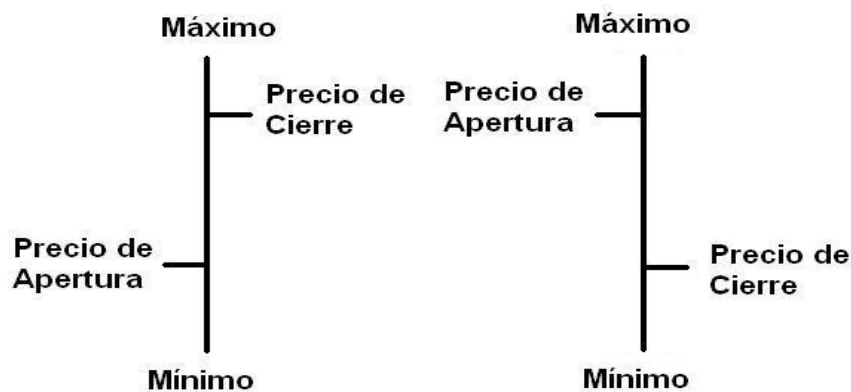 Máximo
Precio de
Cierre
Precio de
Apertura
Mínimo
Máximo
Precio de
Apertura
Precio de
Cierre
Mínimo